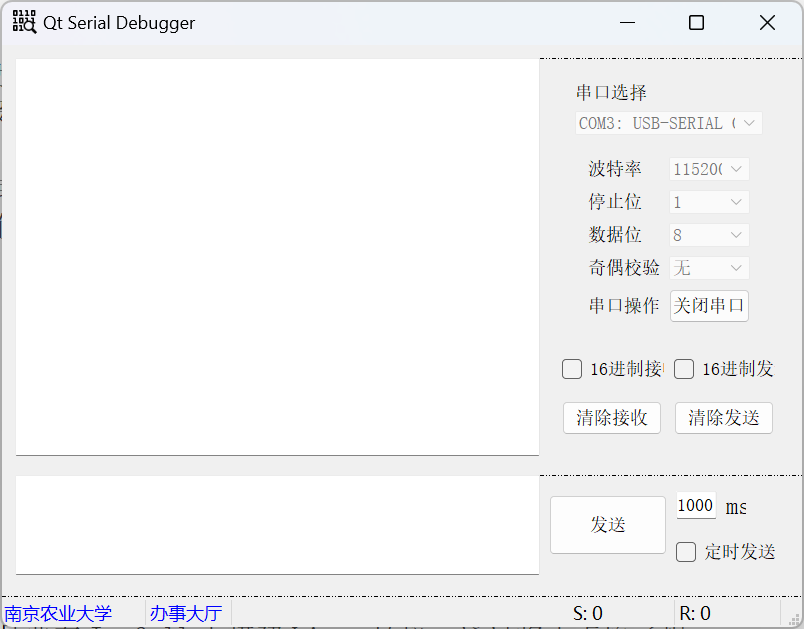 Qt Serial Debugger
串口选择
COM3: USB-SERIAL
波特率 11520
停止位 1
数据位 8
奇偶校验 无
串口操作 关闭串口
16进制接 16进制发
清除接收 清除发送
发送 1000 ms
定时发送
南京农业大学 办事大厅 S: 0 R: 0